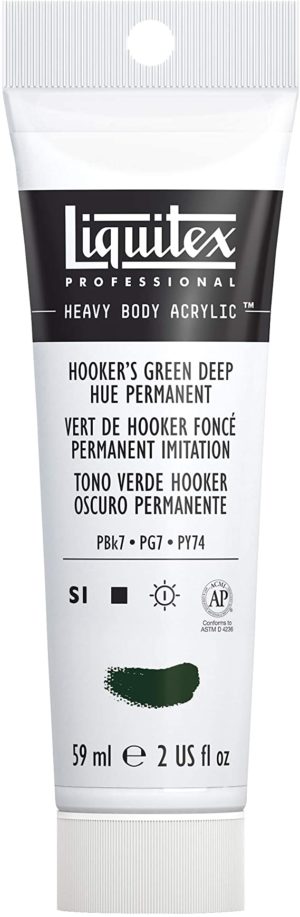 Liquitex
PROFESSIONAL
HEAVY BODY ACRYLIC™
HOOKER'S GREEN DEEP
HUE PERMANENT
VERT DE HOOKER FONCÉ
PERMANENT IMITATION
TONO VERDE HOOKER
OSCURO PERMANENTE
PBk7 • PG7 • PY74
S1
ACMI
AP
Conforms to
ASTM D 4236
59 ml e 2 US fl oz